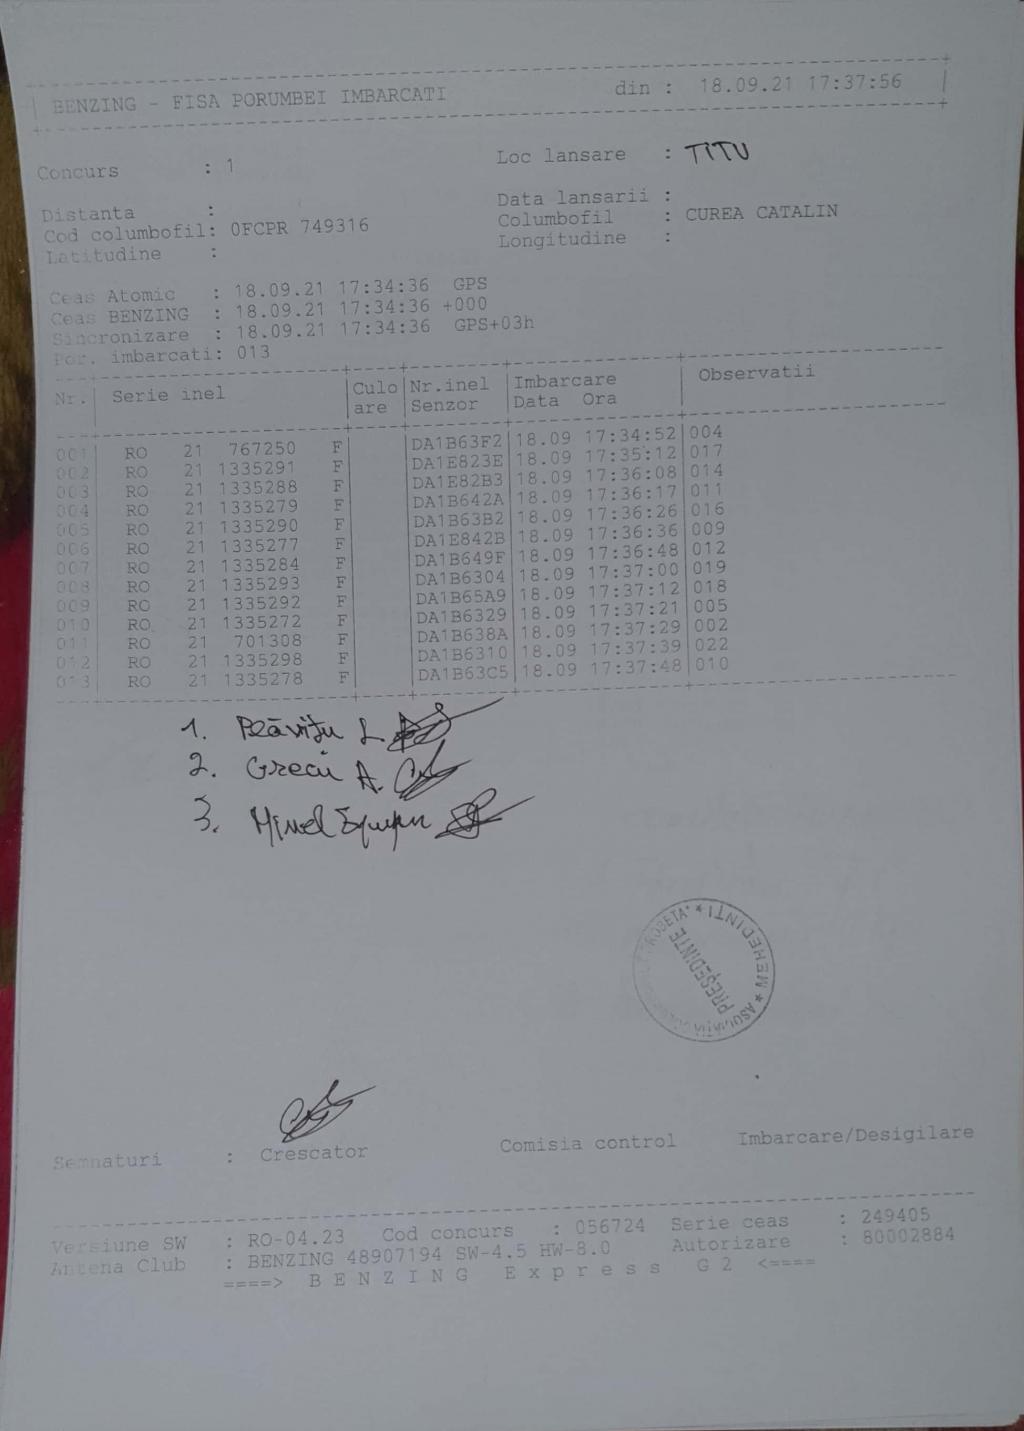 BENZING - FISA PORUMBEI IMBARCATI din : 18.09.21 17:37:56
Concurs : 1 Loc lansare : TITU
Distanta : Data lansarii :
Cod columbofil: 0FCPR 749316 Columbofil : CUREA CATALIN
Latitudine : Longitudine :
Ceas Atomic : 18.09.21 17:34:36 GPS
Ceas BENZING : 18.09.21 17:34:36 +000
Sincronizare : 18.09.21 17:34:36 GPS+03h
Por. imbarcati: 013
Nr. Serie inel Culo Nr.inel Imbarcare Observatii
are Senzor Data Ora
001 RO 21 767250 F DA1B63F2 18.09 17:34:52 004
002 RO 21 1335291 F DA1E823E 18.09 17:35:12 017
003 RO 21 1335288 F DA1E82B3 18.09 17:36:08 014
004 RO 21 1335279 F DA1B642A 18.09 17:36:17 011
005 RO 21 1335290 F DA1B63B2 18.09 17:36:26 016
006 RO 21 1335277 F DA1E842B 18.09 17:36:36 009
007 RO 21 1335284 F DA1B649F 18.09 17:36:48 012
008 RO 21 1335293 F DA1B6304 18.09 17:37:00 019
009 RO 21 1335292 F DA1B65A9 18.09 17:37:12 018
010 RO 21 1335272 F DA1B6329 18.09 17:37:21 005
011 RO 21 701308 F DA1B638A 18.09 17:37:29 002
012 RO 21 1335298 F DA1B6310 18.09 17:37:39 022
013 RO 21 1335278 F DA1B63C5 18.09 17:37:48 010
1.
2. Grecu A.
3.
MEHEDINTI * ASOCIATIA
PREŞEDINTE
Semnaturi : Crescator Comisia control Imbarcare/Desigilare
Versiune SW : RO-04.23 Cod concurs : 056724 Serie ceas : 249405
Antena Club : BENZING 48907194 SW-4.5 HW-8.0 Autorizare : 80002884
====> B E N Z I N G E x p r e s s G 2 <====